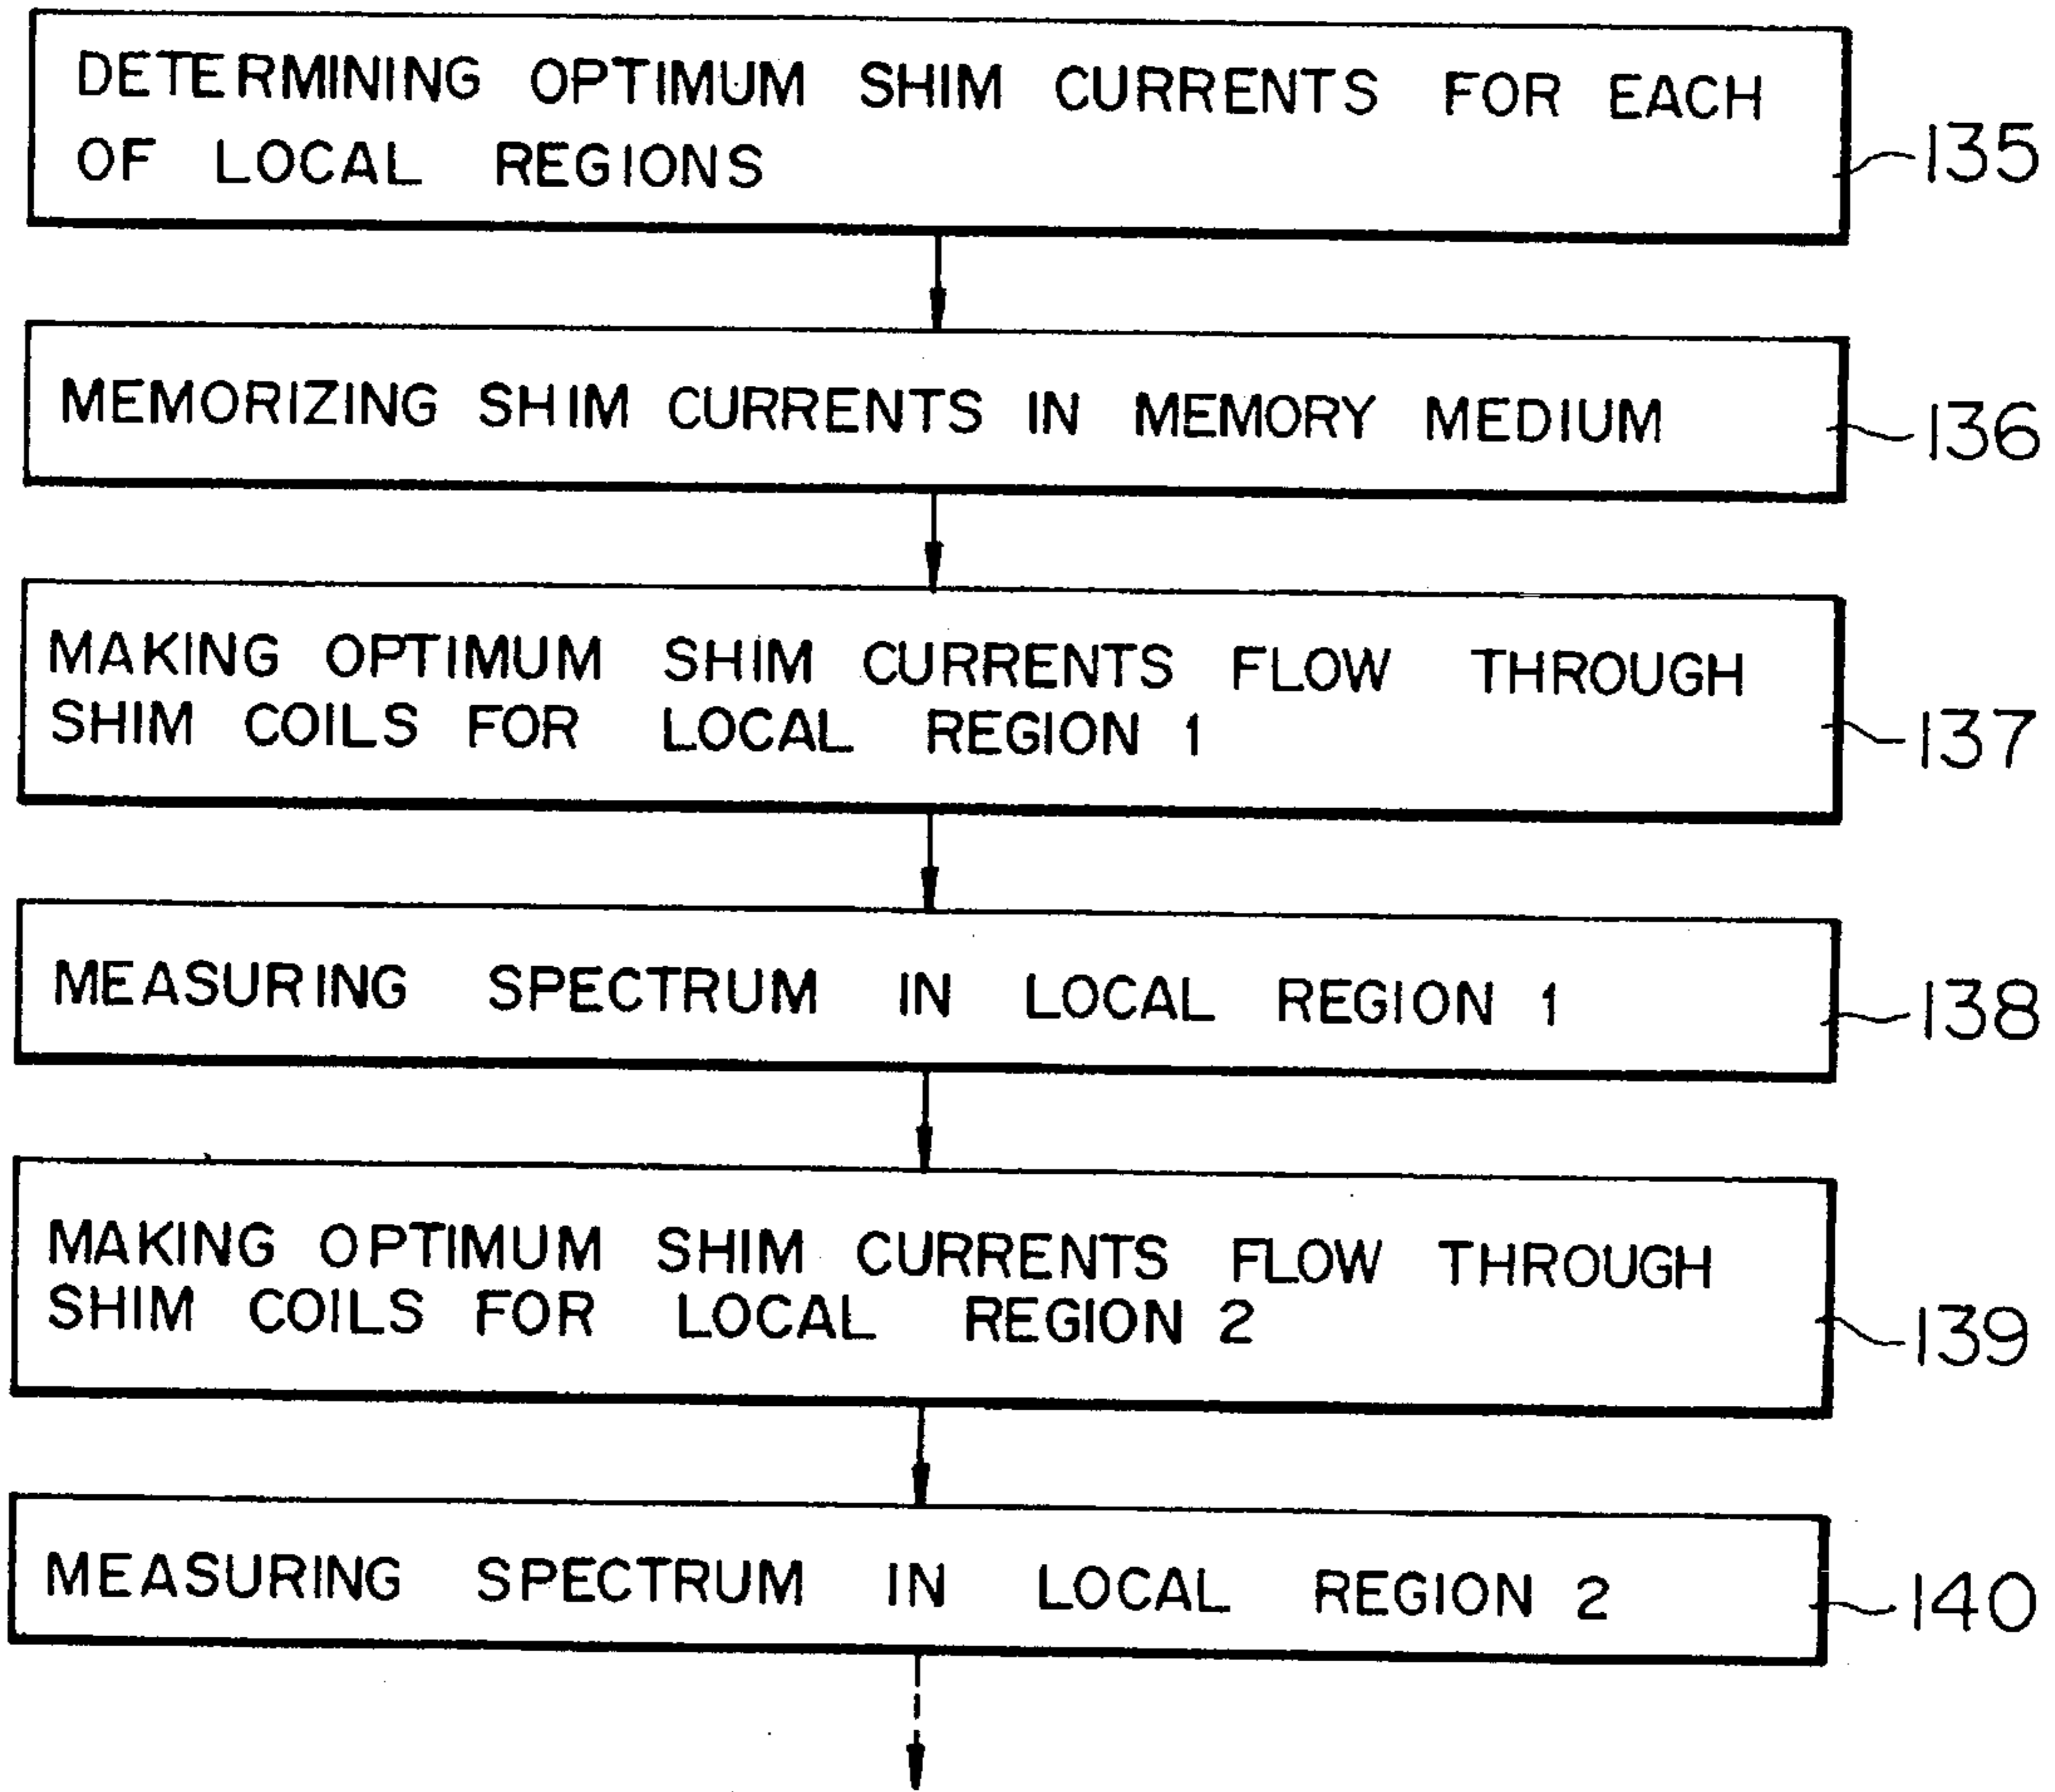 DETERMINING OPTIMUM SHIM CURRENTS FOR EACH
OF LOCAL REGIONS
135
MEMORIZING SHIM CURRENTS IN MEMORY MEDIUM
136
MAKING OPTIMUM SHIM CURRENTS FLOW THROUGH
SHIM COILS FOR LOCAL REGION 1
137
MEASURING SPECTRUM IN LOCAL REGION 1
138
MAKING OPTIMUM SHIM CURRENTS FLOW THROUGH
SHIM COILS FOR LOCAL REGION 2
139
MEASURING SPECTRUM IN LOCAL REGION 2
140